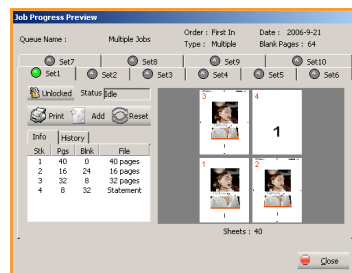 Job Progress Preview
Queue Name : Multiple Jobs Order : First In Date : 2006-9-21
Type : Multiple Blank Pages : 64
Set7 Set8 Set9 Set10
Set1 Set2 Set3 Set4 Set5 Set6
Unlocked Status Idle
Print Add Reset
Info History
Stk Pgs Blnk File
1 40 0 40 pages
2 16 24 16 pages
3 32 8 32 pages
4 8 32 Statement
3 4
1
1 2
Sheets : 40
Close